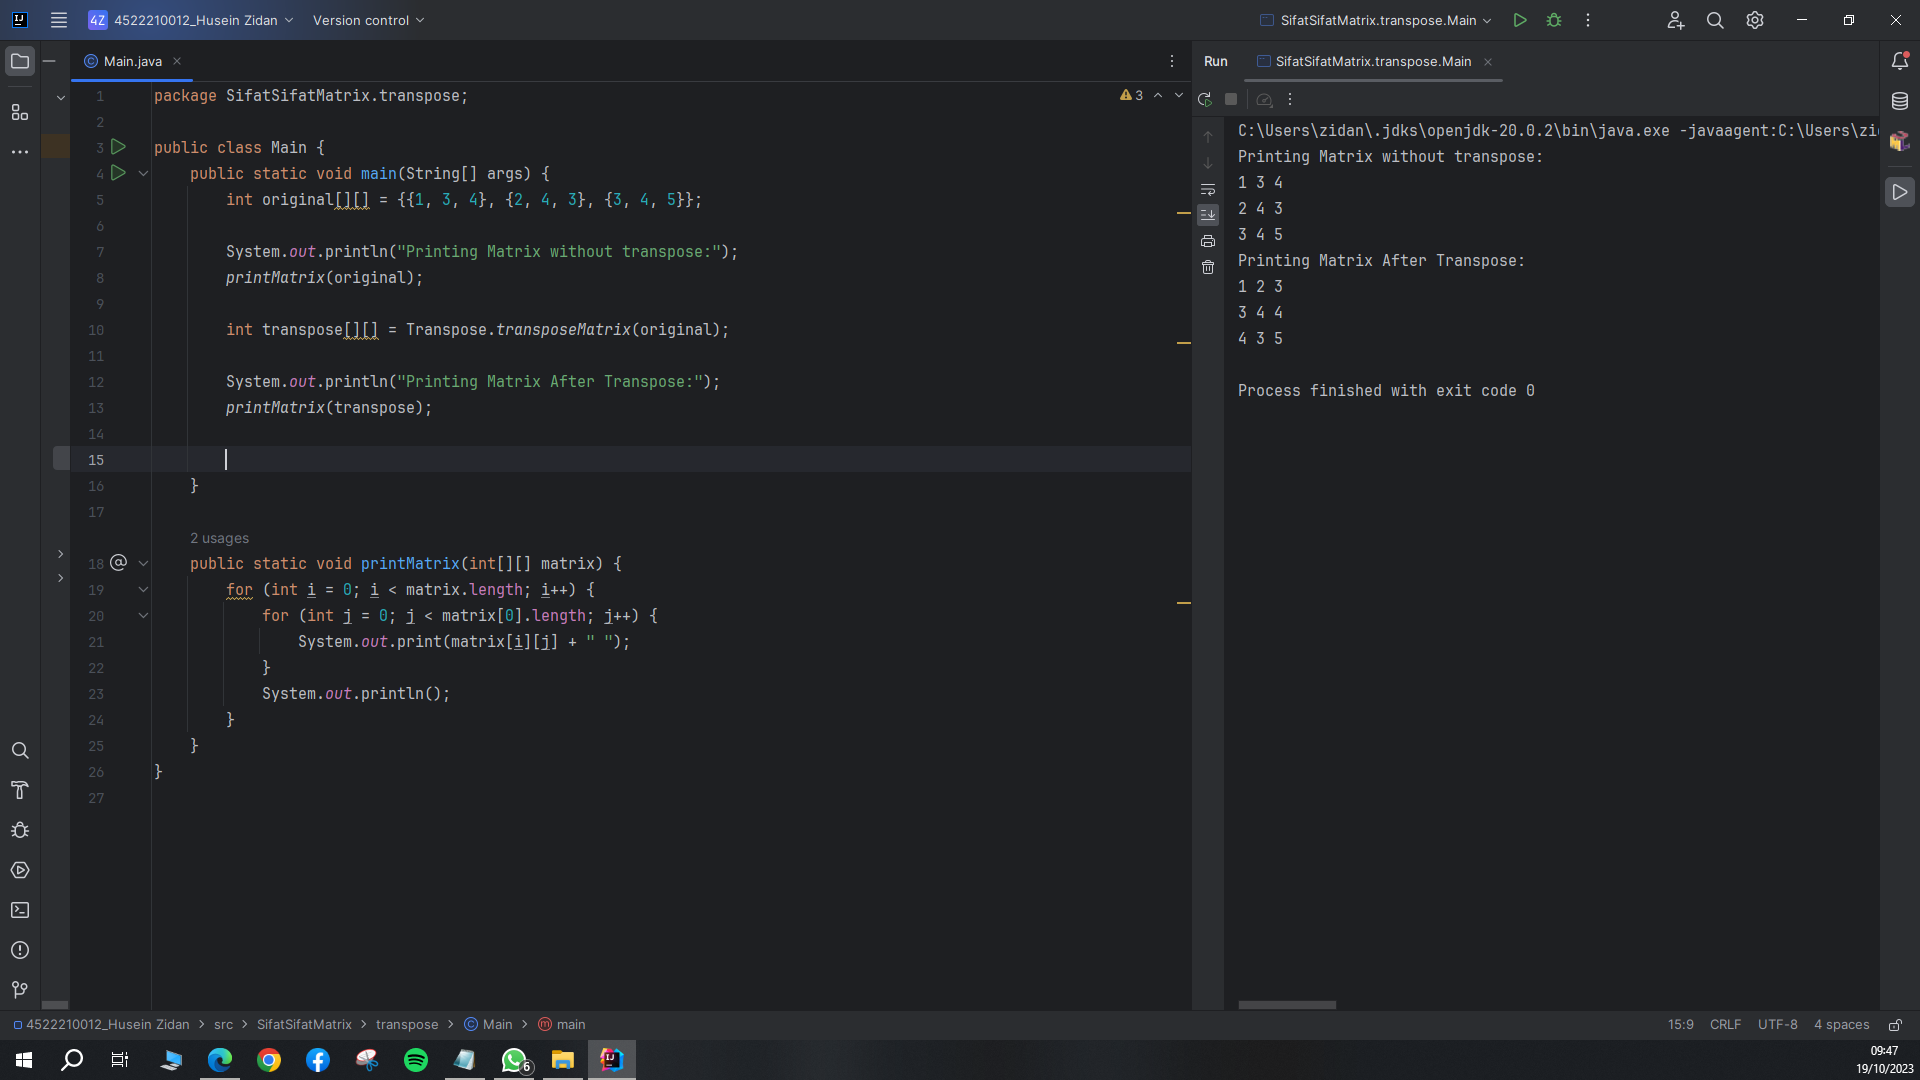 4Z 4522210012_Husein Zidan Version control SifatSifatMatrix.transpose.Main
Main.java
Run SifatSifatMatrix.transpose.Main
3
1 package SifatSifatMatrix.transpose;
2
3 public class Main {
4 public static void main(String[] args) {
5 int original[][] = {{1, 3, 4}, {2, 4, 3}, {3, 4, 5}};
6
7 System.out.println("Printing Matrix without transpose:");
8 printMatrix(original);
9
10 int transpose[][] = Transpose.transposeMatrix(original);
11
12 System.out.println("Printing Matrix After Transpose:");
13 printMatrix(transpose);
14
15
16 }
17
2 usages
18 @ public static void printMatrix(int[][] matrix) {
19 for (int i = 0; i < matrix.length; i++) {
20 for (int j = 0; j < matrix[0].length; j++) {
21 System.out.print(matrix[i][j] + " ");
22 }
23 System.out.println();
24 }
25 }
26 }
27
C:\Users\zidan\.jdks\openjdk-20.0.2\bin\java.exe -javaagent:C:\Users\zi
Printing Matrix without transpose:
1 3 4
2 4 3
3 4 5
Printing Matrix After Transpose:
1 2 3
3 4 4
4 3 5
Process finished with exit code 0
4522210012_Husein Zidan > src > SifatSifatMatrix > transpose > Main > main
15:9 CRLF UTF-8 4 spaces
6
09:47
19/10/2023